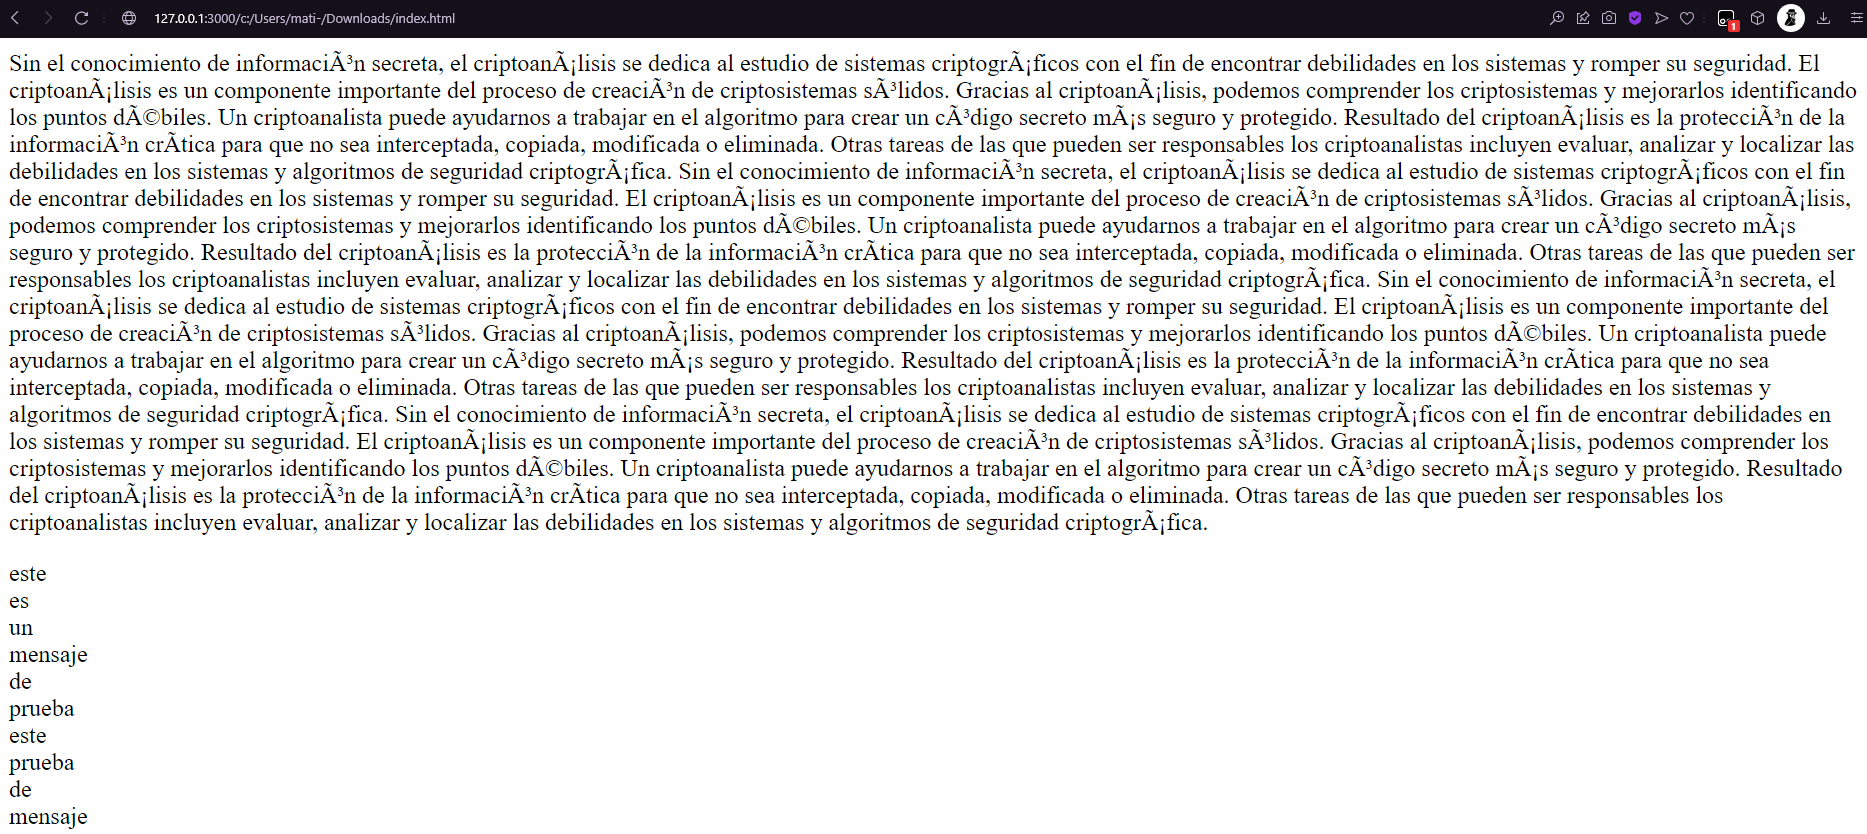 127.0.0.1:3000/c:/Users/mati-/Downloads/index.html
1
Sin el conocimiento de informaciÃ³n secreta, el criptoanÃ¡lisis se dedica al estudio de sistemas criptogrÃ¡ficos con el fin de encontrar debilidades en los sistemas y romper su seguridad. El
criptoanÃ¡lisis es un componente importante del proceso de creaciÃ³n de criptosistemas sÃ³lidos. Gracias al criptoanÃ¡lisis, podemos comprender los criptosistemas y mejorarlos identificando
los puntos dÃ©biles. Un criptoanalista puede ayudarnos a trabajar en el algoritmo para crear un cÃ³digo secreto mÃ¡s seguro y protegido. Resultado del criptoanÃ¡lisis es la protecciÃ³n de la
informaciÃ³n crÃ­tica para que no sea interceptada, copiada, modificada o eliminada. Otras tareas de las que pueden ser responsables los criptoanalistas incluyen evaluar, analizar y localizar las
debilidades en los sistemas y algoritmos de seguridad criptogrÃ¡fica. Sin el conocimiento de informaciÃ³n secreta, el criptoanÃ¡lisis se dedica al estudio de sistemas criptogrÃ¡ficos con el fin
de encontrar debilidades en los sistemas y romper su seguridad. El criptoanÃ¡lisis es un componente importante del proceso de creaciÃ³n de criptosistemas sÃ³lidos. Gracias al criptoanÃ¡lisis,
podemos comprender los criptosistemas y mejorarlos identificando los puntos dÃ©biles. Un criptoanalista puede ayudarnos a trabajar en el algoritmo para crear un cÃ³digo secreto mÃ¡s
seguro y protegido. Resultado del criptoanÃ¡lisis es la protecciÃ³n de la informaciÃ³n crÃ­tica para que no sea interceptada, copiada, modificada o eliminada. Otras tareas de las que pueden ser
responsables los criptoanalistas incluyen evaluar, analizar y localizar las debilidades en los sistemas y algoritmos de seguridad criptogrÃ¡fica. Sin el conocimiento de informaciÃ³n secreta, el
criptoanÃ¡lisis se dedica al estudio de sistemas criptogrÃ¡ficos con el fin de encontrar debilidades en los sistemas y romper su seguridad. El criptoanÃ¡lisis es un componente importante del
proceso de creaciÃ³n de criptosistemas sÃ³lidos. Gracias al criptoanÃ¡lisis, podemos comprender los criptosistemas y mejorarlos identificando los puntos dÃ©biles. Un criptoanalista puede
ayudarnos a trabajar en el algoritmo para crear un cÃ³digo secreto mÃ¡s seguro y protegido. Resultado del criptoanÃ¡lisis es la protecciÃ³n de la informaciÃ³n crÃ­tica para que no sea
interceptada, copiada, modificada o eliminada. Otras tareas de las que pueden ser responsables los criptoanalistas incluyen evaluar, analizar y localizar las debilidades en los sistemas y
algoritmos de seguridad criptogrÃ¡fica. Sin el conocimiento de informaciÃ³n secreta, el criptoanÃ¡lisis se dedica al estudio de sistemas criptogrÃ¡ficos con el fin de encontrar debilidades en
los sistemas y romper su seguridad. El criptoanÃ¡lisis es un componente importante del proceso de creaciÃ³n de criptosistemas sÃ³lidos. Gracias al criptoanÃ¡lisis, podemos comprender los
criptosistemas y mejorarlos identificando los puntos dÃ©biles. Un criptoanalista puede ayudarnos a trabajar en el algoritmo para crear un cÃ³digo secreto mÃ¡s seguro y protegido. Resultado
del criptoanÃ¡lisis es la protecciÃ³n de la informaciÃ³n crÃ­tica para que no sea interceptada, copiada, modificada o eliminada. Otras tareas de las que pueden ser responsables los
criptoanalistas incluyen evaluar, analizar y localizar las debilidades en los sistemas y algoritmos de seguridad criptogrÃ¡fica.
este
es
un
mensaje
de
prueba
este
prueba
de
mensaje